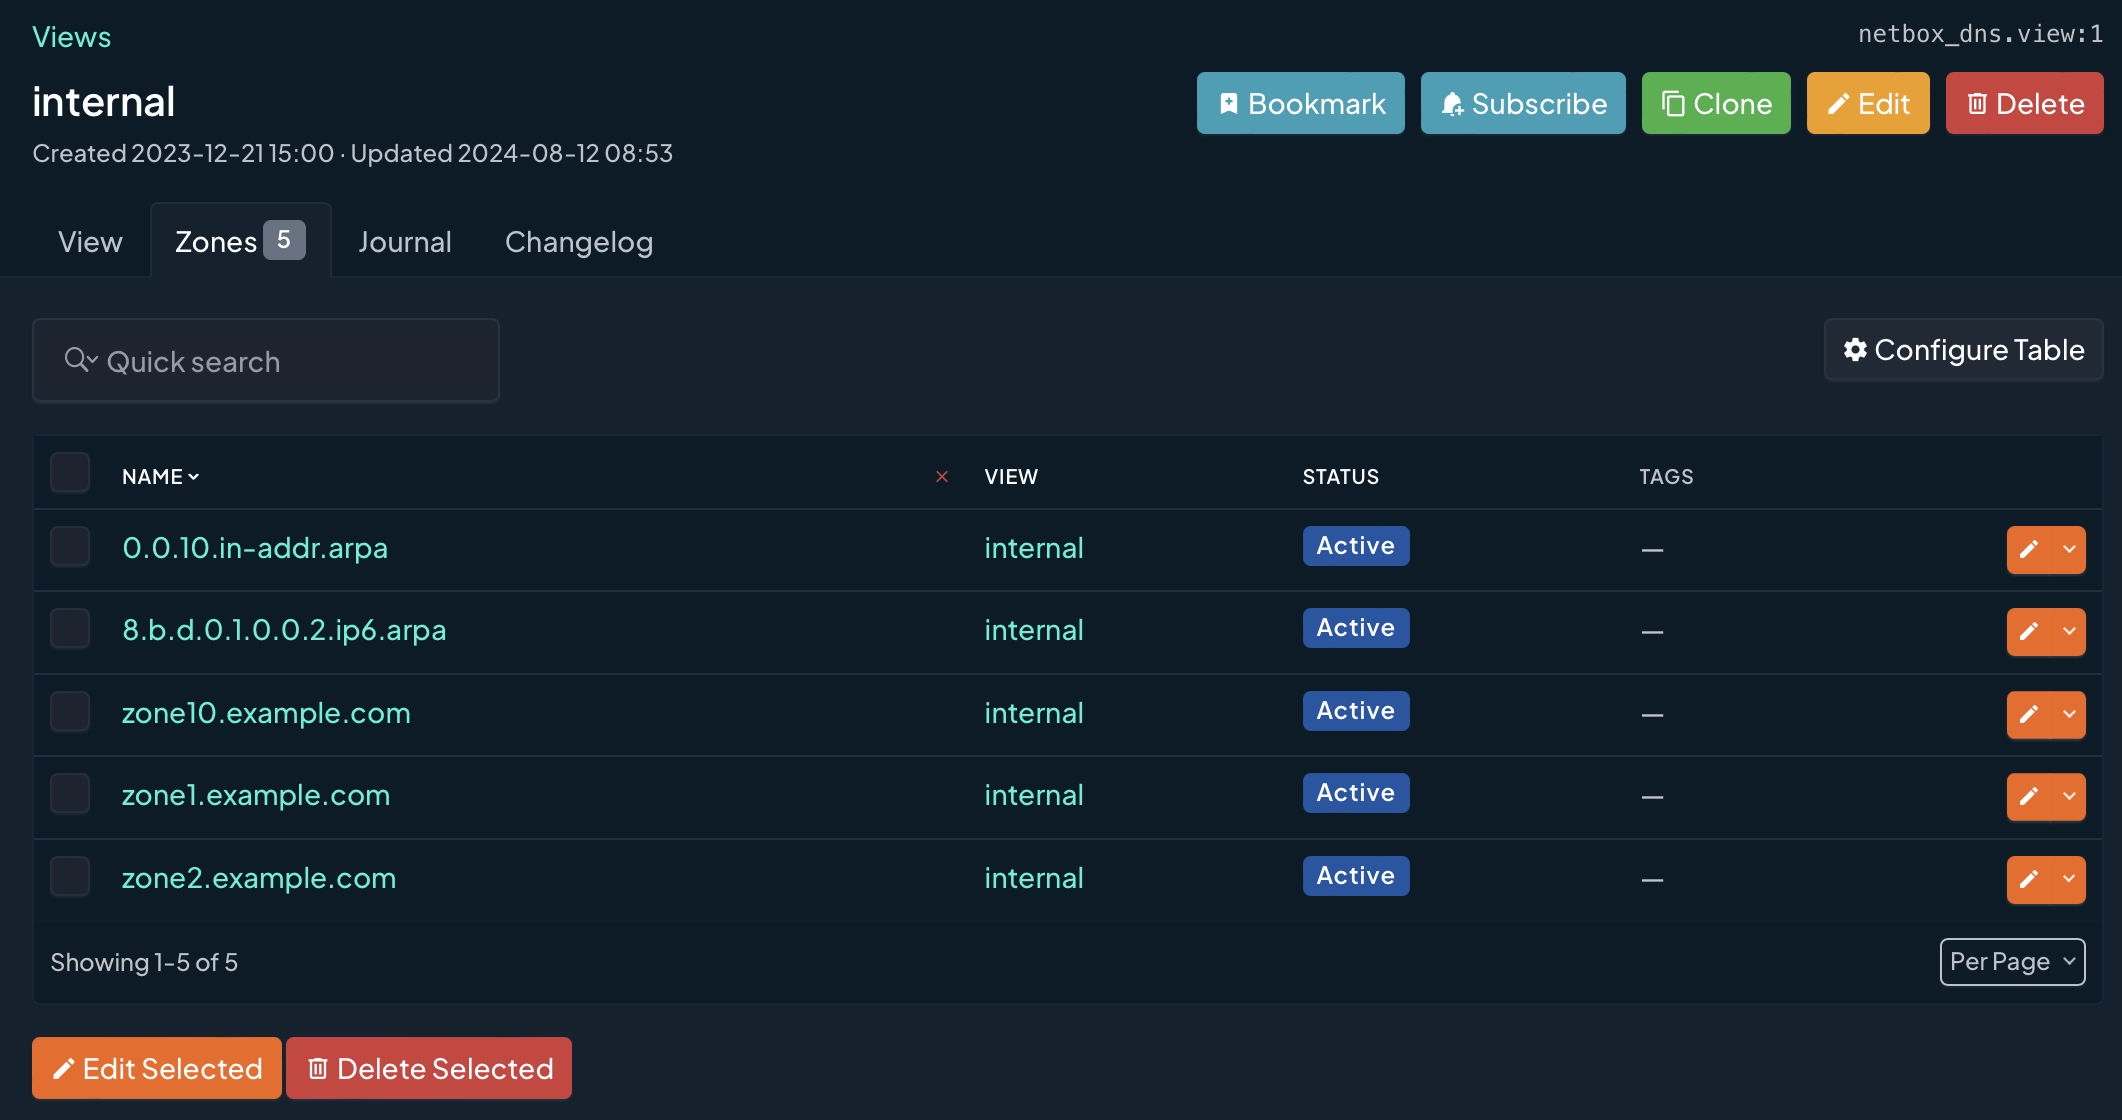 Views
netbox_dns.view:1
internal
Bookmark Subscribe Clone Edit Delete
Created 2023-12-21 15:00 · Updated 2024-08-12 08:53
View Zones 5 Journal Changelog
Quick search
Configure Table
NAME VIEW STATUS TAGS
0.0.10.in-addr.arpa internal Active —
8.b.d.0.1.0.0.2.ip6.arpa internal Active —
zone10.example.com internal Active —
zone1.example.com internal Active —
zone2.example.com internal Active —
Showing 1-5 of 5 Per Page
Edit Selected Delete Selected